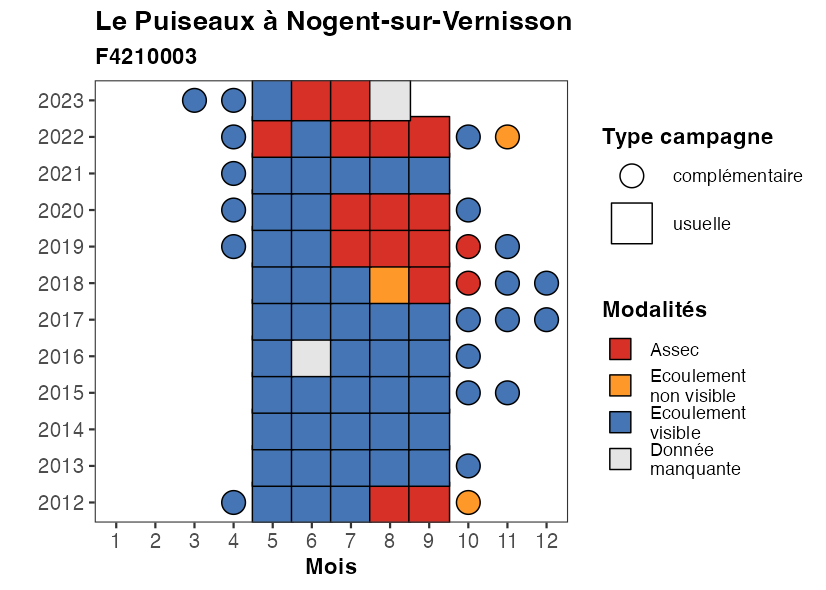 Le Puiseaux à Nogent-sur-Vernisson
F4210003
2023
2022
2021
2020
2019
2018
2017
2016
2015
2014
2013
2012
1 2 3 4 5 6 7 8 9 10 11 12
Mois
Type campagne
complémentaire
usuelle
Modalités
Assec
Ecoulement
non visible
Ecoulement
visible
Donnée
manquante